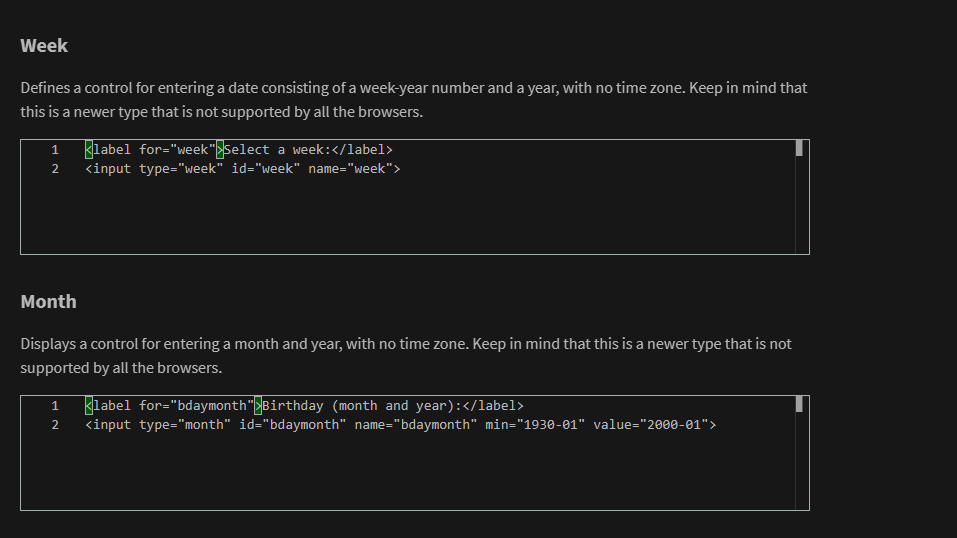 Week
Defines a control for entering a date consisting of a week-year number and a year, with no time zone. Keep in mind that
this is a newer type that is not supported by all the browsers.
1 <label for="week">Select a week:</label>
2 <input type="week" id="week" name="week">
Month
Displays a control for entering a month and year, with no time zone. Keep in mind that this is a newer type that is not
supported by all the browsers.
1 <label for="bdaymonth">Birthday (month and year):</label>
2 <input type="month" id="bdaymonth" name="bdaymonth" min="1930-01" value="2000-01">